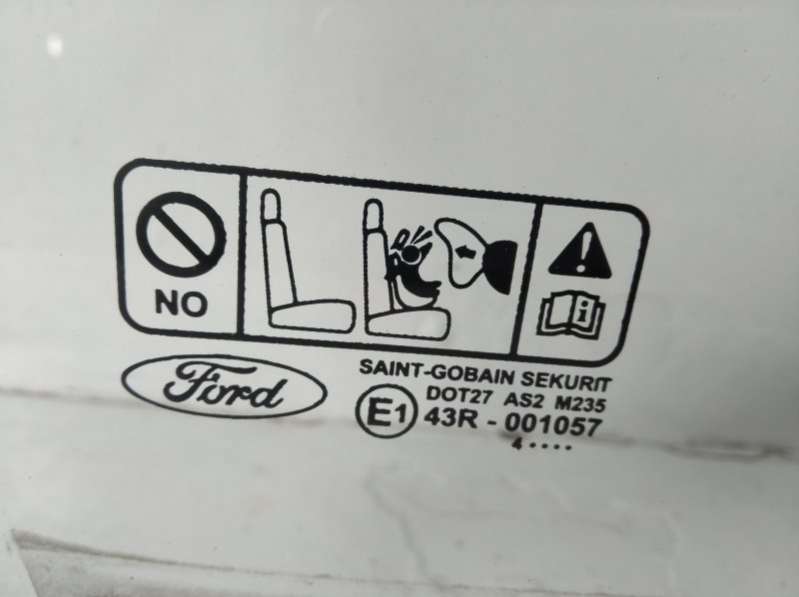 NO
i
Ford
SAINT-GOBAIN SEKURIT
DOT27 AS2 M235
E1
43R - 001057
4 ••••